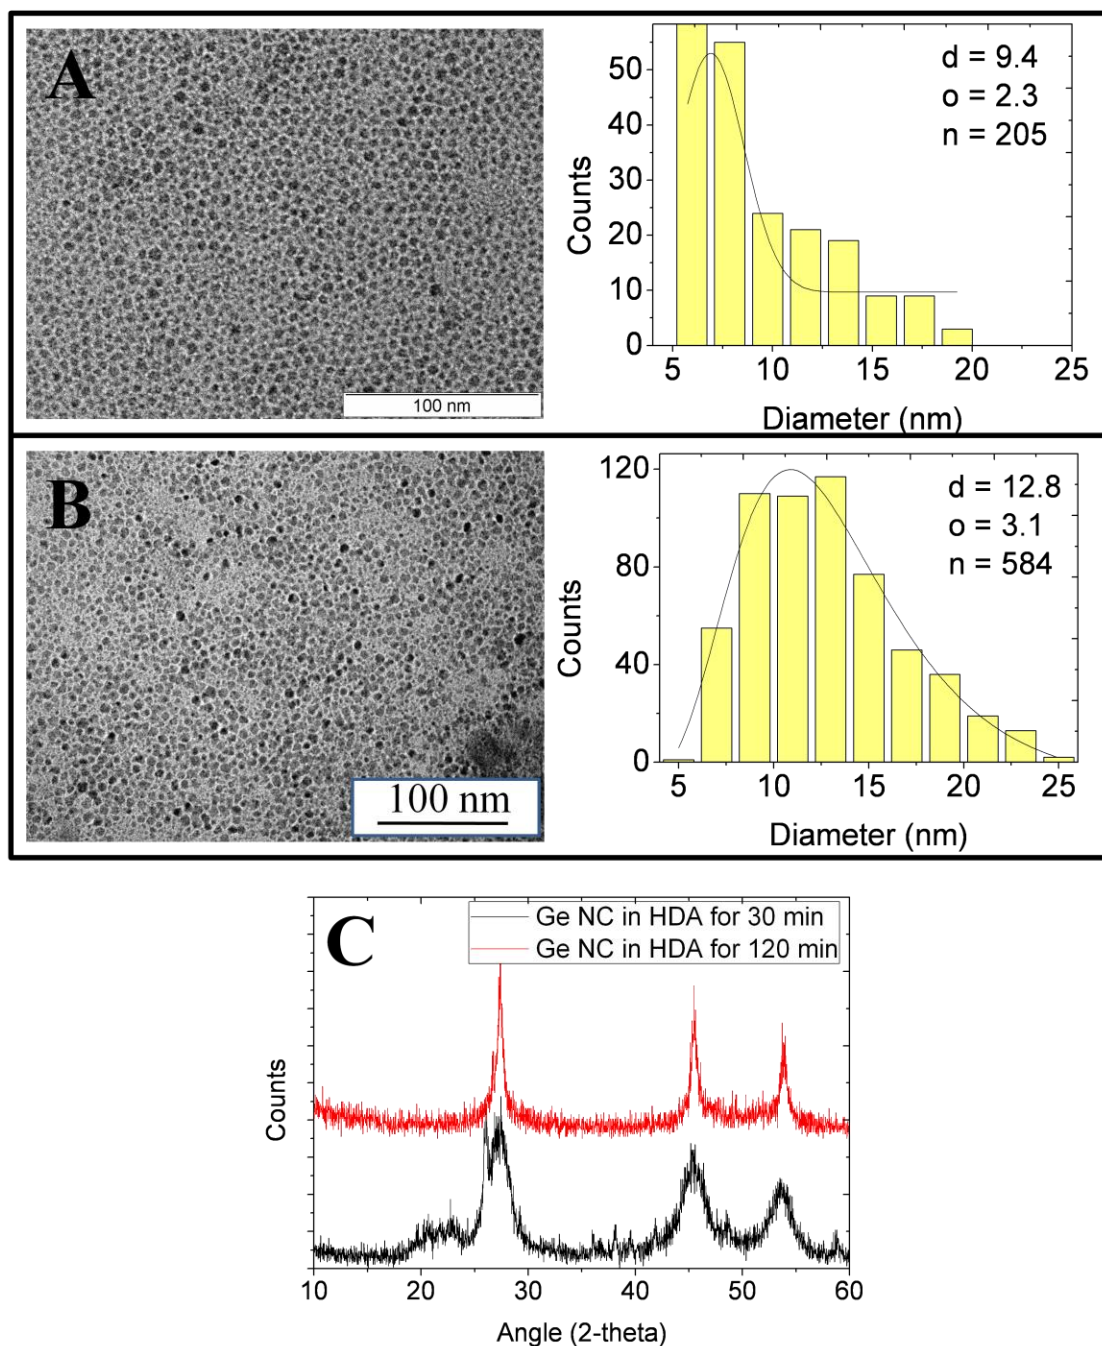 A
100 nm
50
40
30
20
10
0
Counts
5 10 15 20 25
Diameter (nm)
d = 9.4
o = 2.3
n = 205
B
100 nm
120
80
40
0
Counts
5 10 15 20 25
Diameter (nm)
d = 12.8
o = 3.1
n = 584
C
Ge NC in HDA for 30 min
Ge NC in HDA for 120 min
Counts
10 20 30 40 50 60
Angle (2-theta)